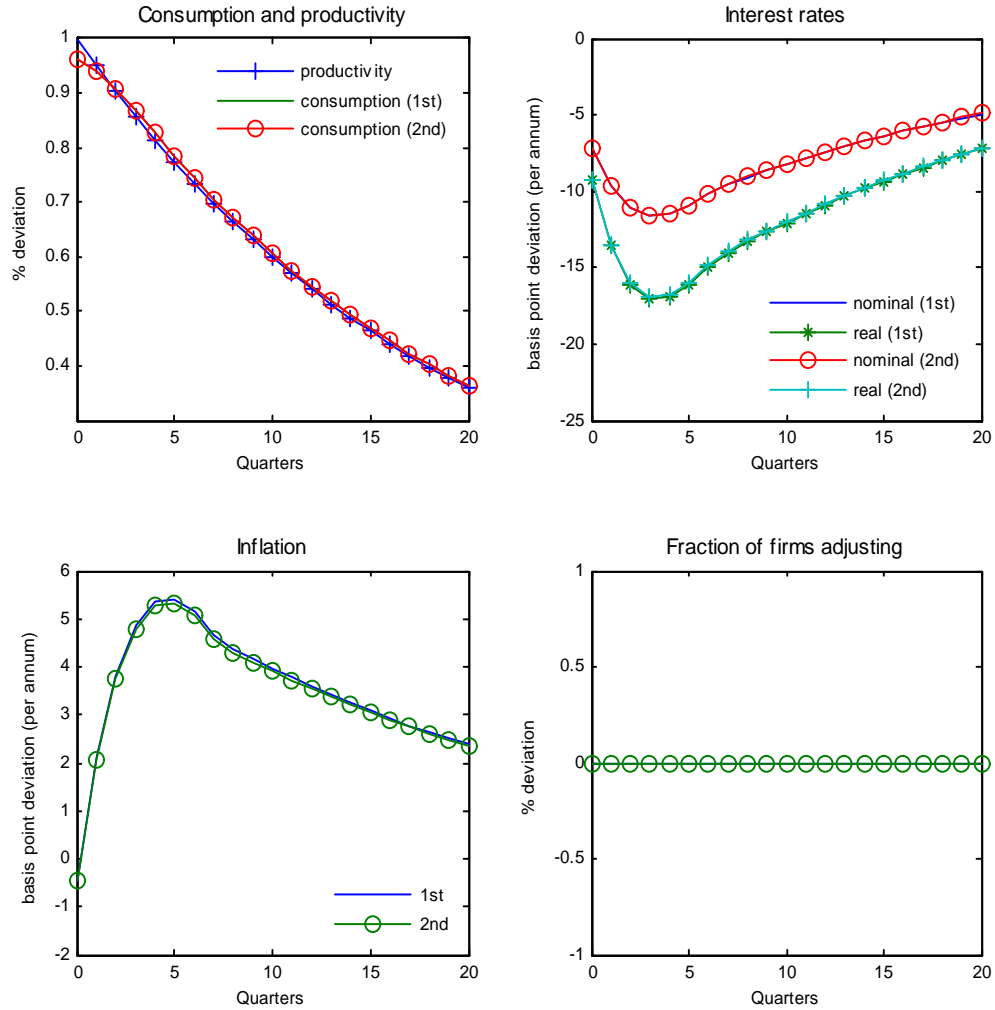 Consumption and productivity
1
0.9
0.8
0.7
0.6
0.5
0.4
% deviation
productivity
consumption (1st)
consumption (2nd)
0 5 10 15 20
Quarters
Interest rates
-0
-5
-10
-15
-20
-25
basis point deviation (per annum)
nominal (1st)
real (1st)
nominal (2nd)
real (2nd)
0 5 10 15 20
Quarters
Inflation
6
5
4
3
2
1
0
-1
-2
basis point deviation (per annum)
1st
2nd
0 5 10 15 20
Quarters
Fraction of firms adjusting
1
0.5
0
-0.5
-1
% deviation
0 5 10 15 20
Quarters